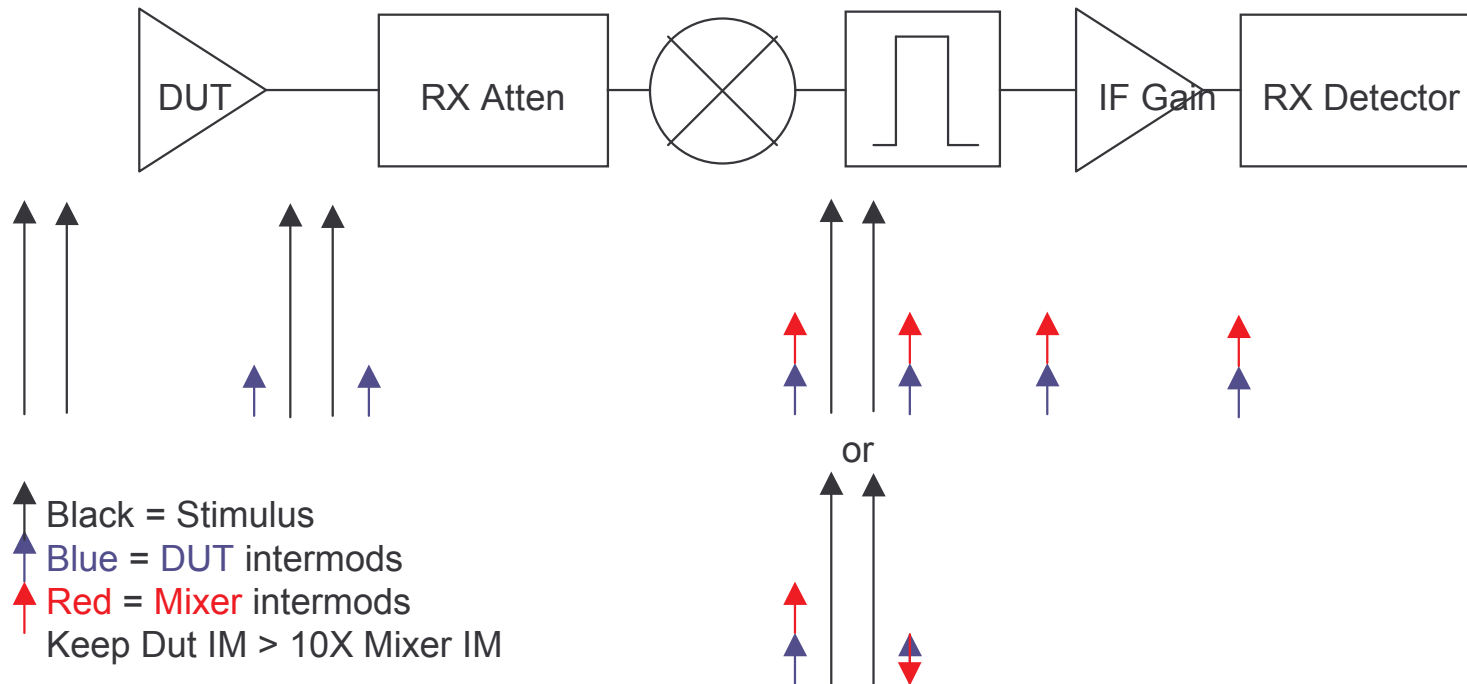 DUT
RX Atten
IF Gain
RX Detector
or
Black = Stimulus
Blue = DUT intermods
Red = Mixer intermods
Keep Dut IM > 10X Mixer IM